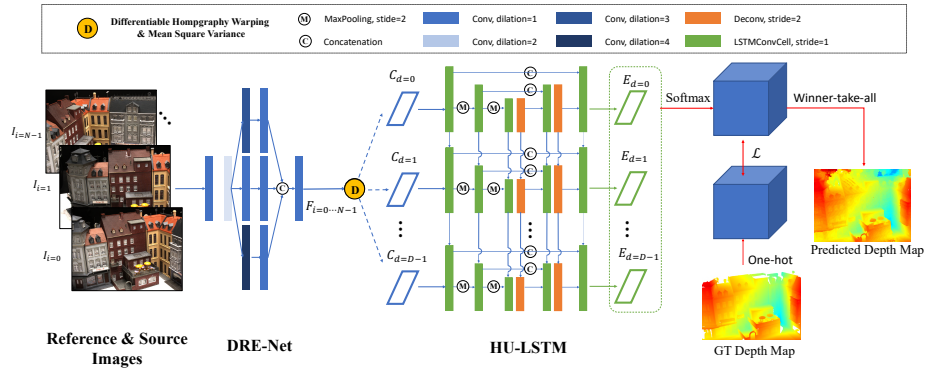 Differentiable Hompgraphy Warping
& Mean Square Variance
D
M
MaxPooling, stide=2
C
Concatenation
Conv, dilation=1
Conv, dilation=2
Conv, dilation=3
Conv, dilation=4
Deconv, stride=2
LSTMConvCell, stride=1
I_{i=N-1}
I_{i=1}
I_{i=0}
C
F_{i=0⋯N-1}
D
C_{d=0}
C_{d=1}
C_{d=D-1}
C
C
M
M
C
C
M
M
C
C
M
M
E_{d=0}
E_{d=1}
E_{d=D-1}
Softmax
Winner-take-all
ℒ
One-hot
Predicted Depth Map
GT Depth Map
Reference & Source
Images
DRE-Net
HU-LSTM